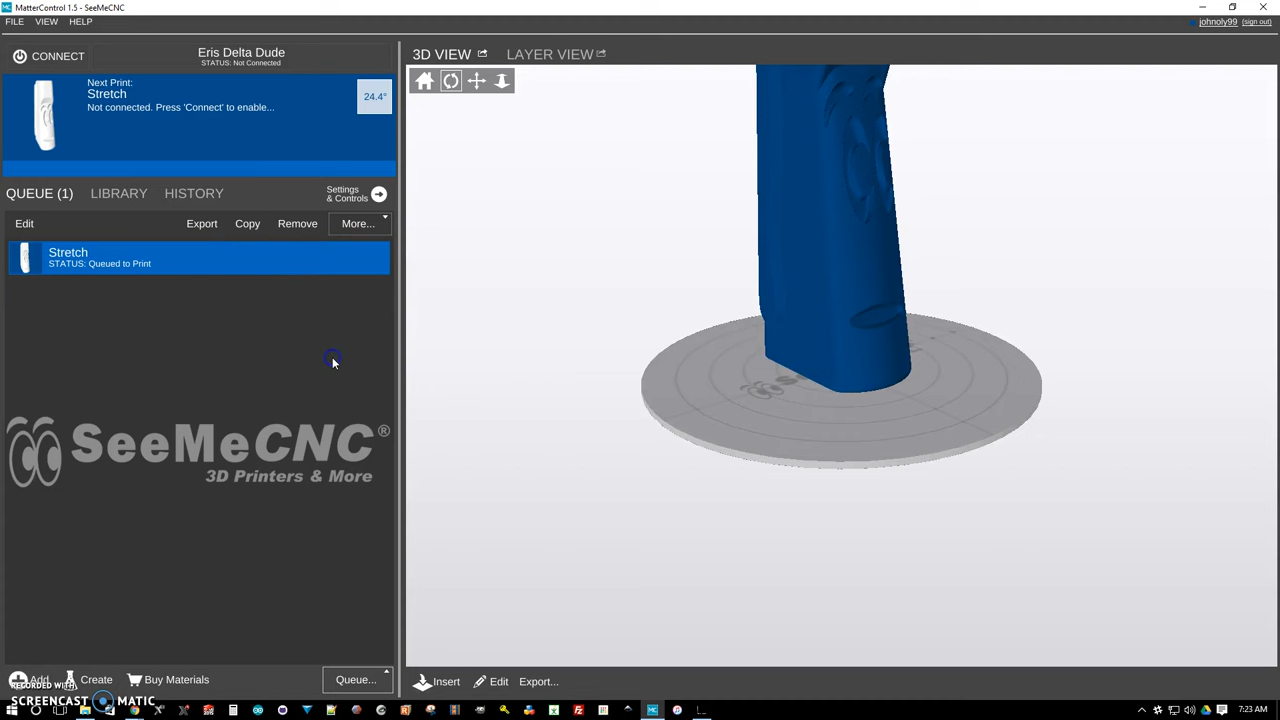 MatterControl 1.5 - SeeMeCNC
FILE VIEW HELP
johnoly99 (sign out)
CONNECT
Eris Delta Dude
STATUS: Not Connected
Next Print:
Stretch
Not connected. Press 'Connect' to enable...
24.4°
QUEUE (1) LIBRARY HISTORY
Settings
& Controls
Edit Export Copy Remove More...
Stretch
STATUS: Queued to Print
SeeMeCNC®
3D Printers & More
Add Create Buy Materials Queue...
3D VIEW LAYER VIEW
Insert Edit Export...
RECORDED WITH
SCREENCAST MATIC
7:23 AM